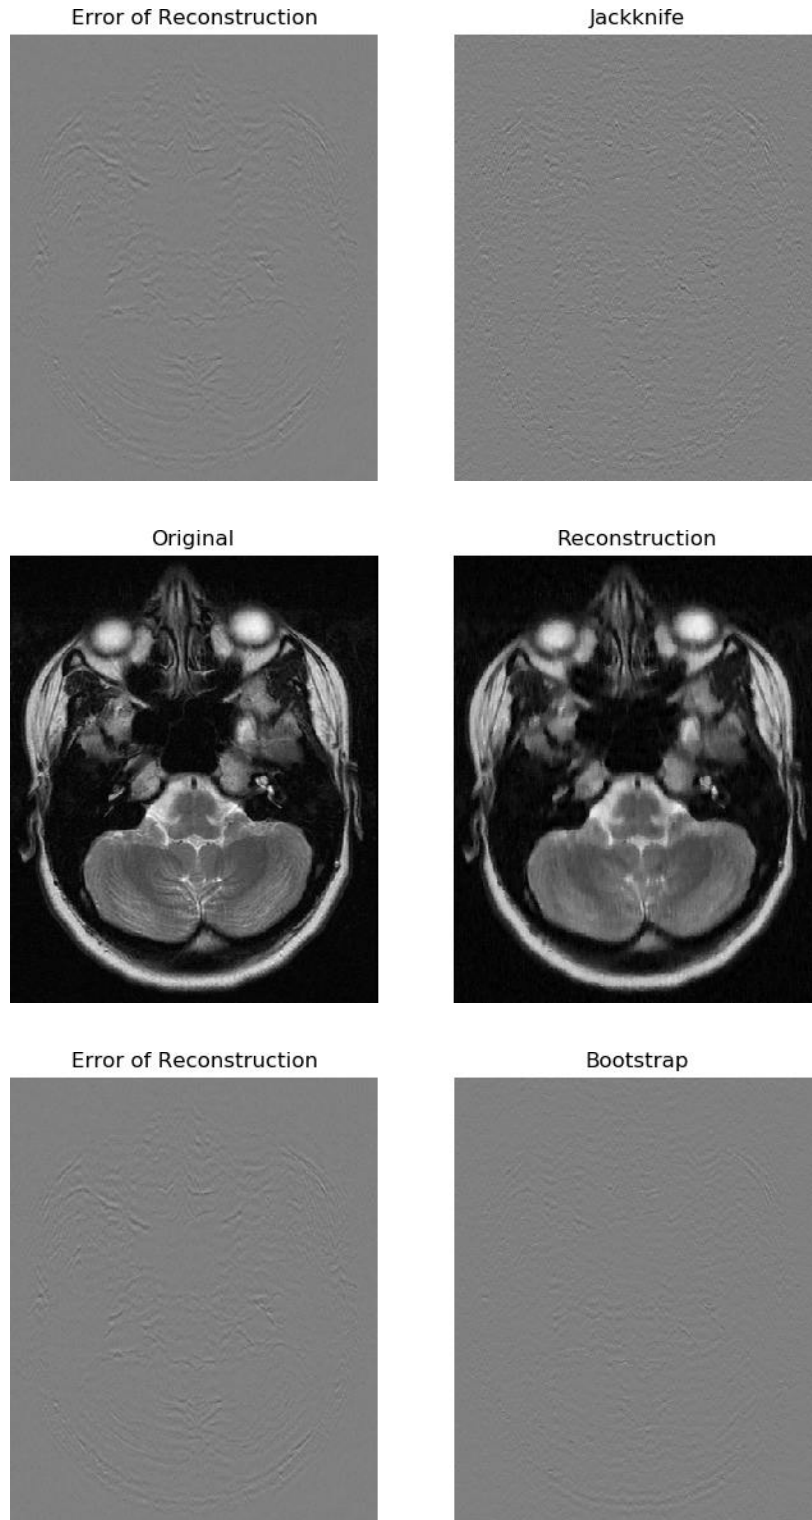 Error of Reconstruction
Jackknife
Original
Reconstruction
Error of Reconstruction
Bootstrap